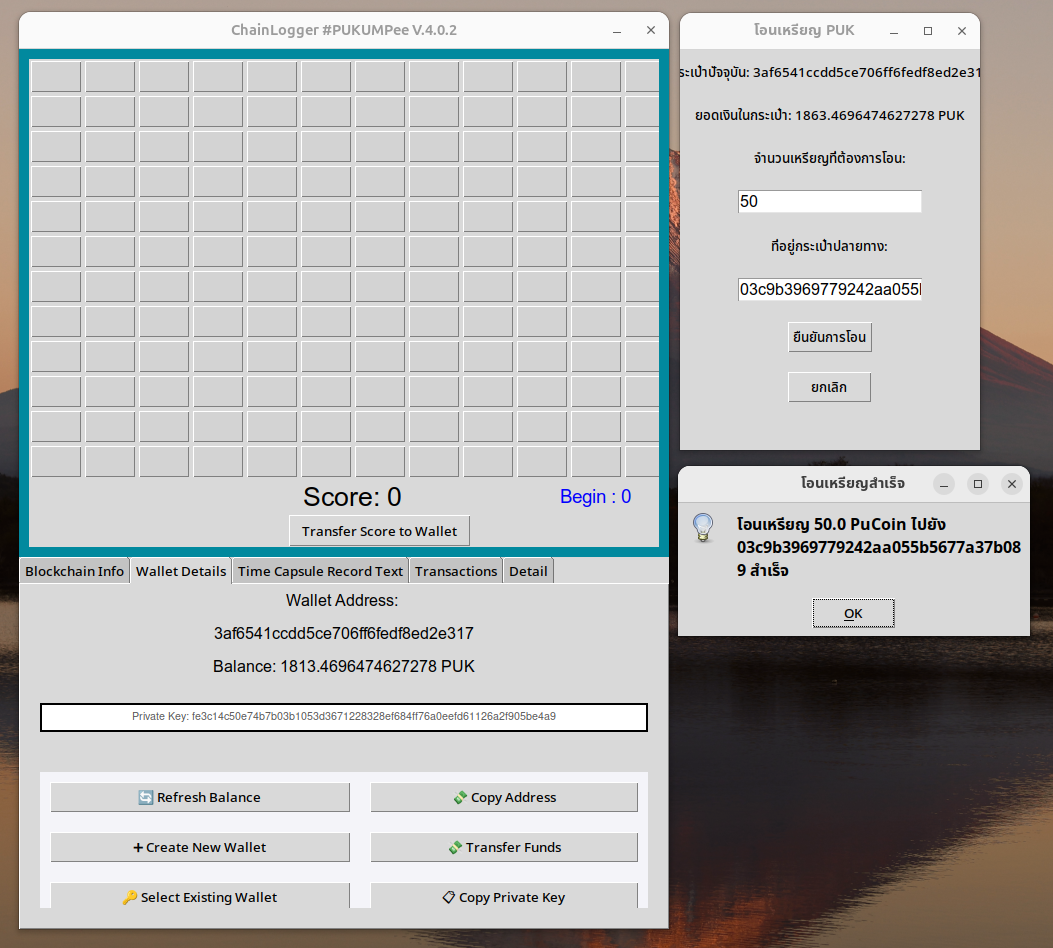 ChainLogger #PUKUMPee V.4.0.2
Score: 0
Begin : 0
Transfer Score to Wallet
Blockchain Info
Wallet Details
Time Capsule Record Text
Transactions
Detail
Wallet Address:
3af6541ccdd5ce706ff6fedf8ed2e317
Balance: 1813.4696474627278 PUK
Private Key: fe3c14c50e74b7b03b1053d3671228328ef684ff76a0eefd61126a2f905be4a9
Refresh Balance
Copy Address
Create New Wallet
Transfer Funds
Select Existing Wallet
Copy Private Key
โอนเหรียญ PUK
ระเป๋าปัจจุบัน: 3af6541ccdd5ce706ff6fedf8ed2e31
ยอดเงินในกระเป๋า: 1863.4696474627278 PUK
จำนวนเหรียญที่ต้องการโอน:
50
ที่อยู่กระเป๋าปลายทาง:
03c9b3969779242aa055
ยืนยันการโอน
ยกเลิก
โอนเหรียญสำเร็จ
โอนเหรียญ 50.0 PuCoin ไปยัง
03c9b3969779242aa055b5677a37b08
9 สำเร็จ
OK